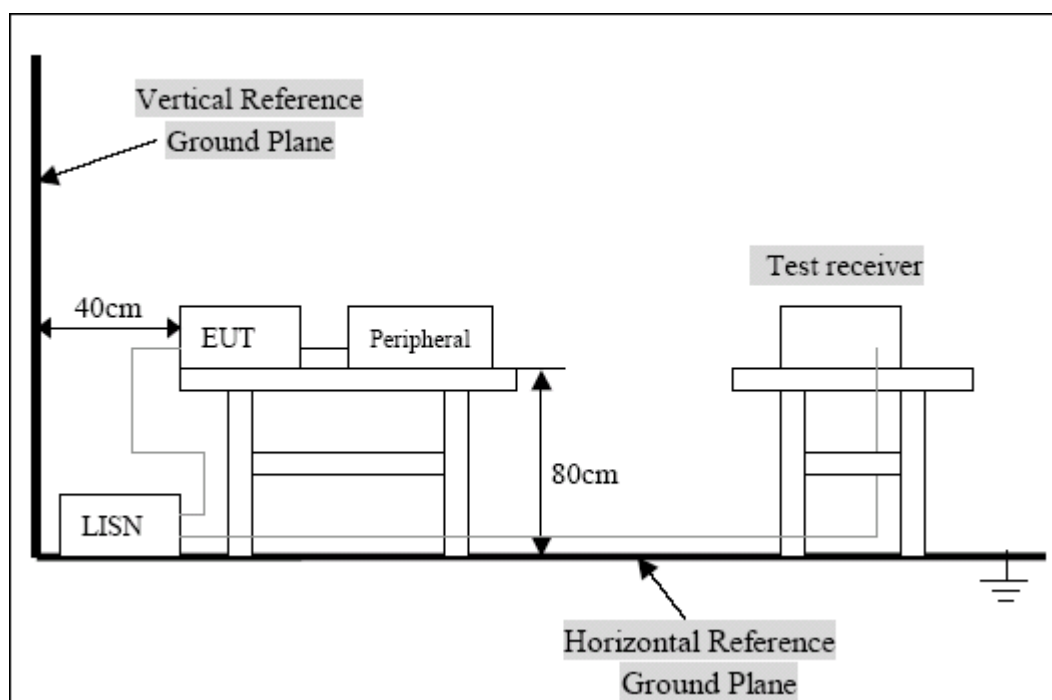 Vertical Reference
Ground Plane
Test receiver
40cm
EUT
Peripheral
80cm
LISN
Horizontal Reference
Ground Plane